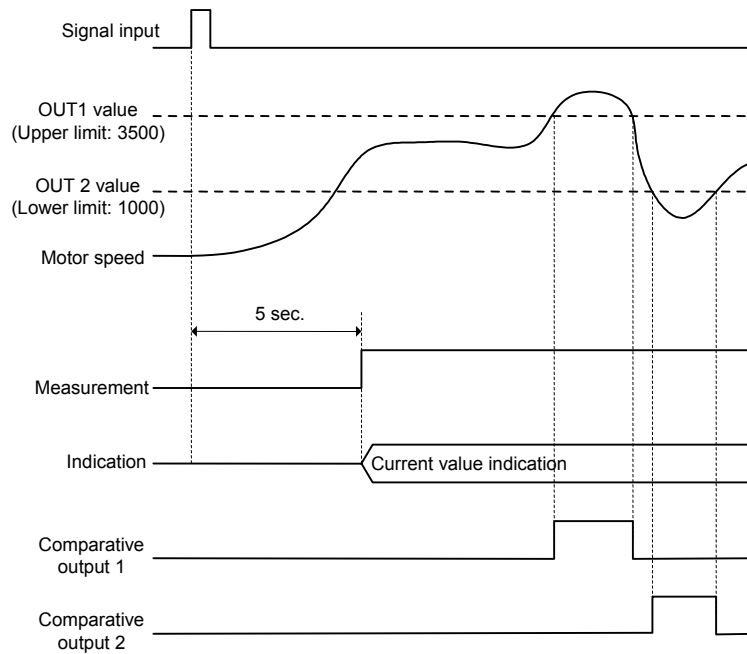 Signal input
OUT1 value
(Upper limit: 3500)
OUT 2 value
(Lower limit: 1000)
Motor speed
5 sec.
Measurement
Indication
Current value indication
Comparative
output 1
Comparative
output 2